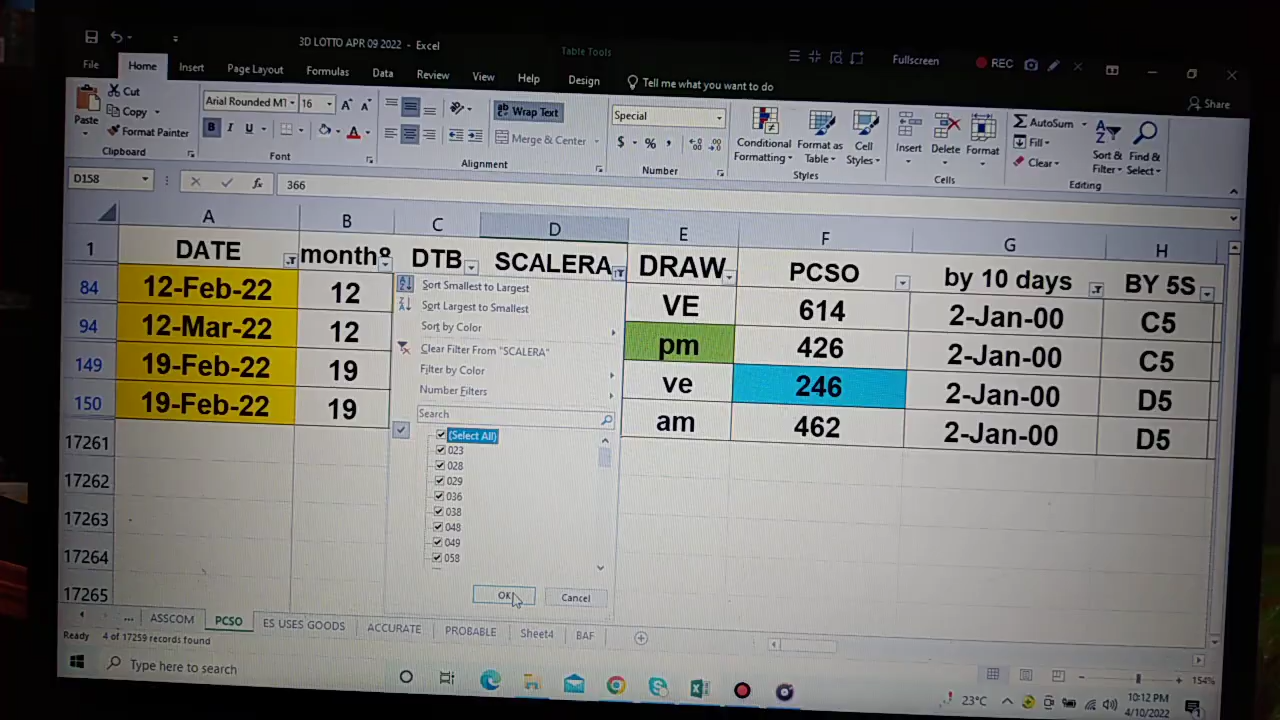 3D LOTTO APR 09 2022 - Excel
Table Tools
Fullscreen
REC
File Home Insert Page Layout Formulas Data Review View Help Design Tell me what you want to do
Share
Paste
Cut
Copy
Format Painter
Clipboard
Arial Rounded MT 16
B I U
Font
Wrap Text
Merge & Center
Alignment
Special
$ % ,
Number
Conditional Formatting
Format as Table
Cell Styles
Styles
Insert Delete Format
Cells
AutoSum
Fill
Clear
Sort & Filter
Find & Select
Editing
D158 fx 366
A B C D E F G H
1 DATE monthº DTB SCALERA DRAW PCSO by 10 days BY 5S
84 12-Feb-22 12 VE 614 2-Jan-00 C5
94 12-Mar-22 12 pm 426 2-Jan-00 C5
149 19-Feb-22 19 ve 246 2-Jan-00 D5
150 19-Feb-22 19 am 462 2-Jan-00 D5
17261
17262
17263
17264
17265
Sort Smallest to Largest
Sort Largest to Smallest
Sort by Color
Clear Filter From "SCALERA"
Filter by Color
Number Filters
Search
(Select All)
023
028
029
036
038
048
049
058
OK Cancel
... ASSCOM PCSO ES USES GOODS ACCURATE PROBABLE Sheet4 BAF
Ready 4 of 17259 records found
154%
Type here to search
23°C
10:12 PM
4/10/2022